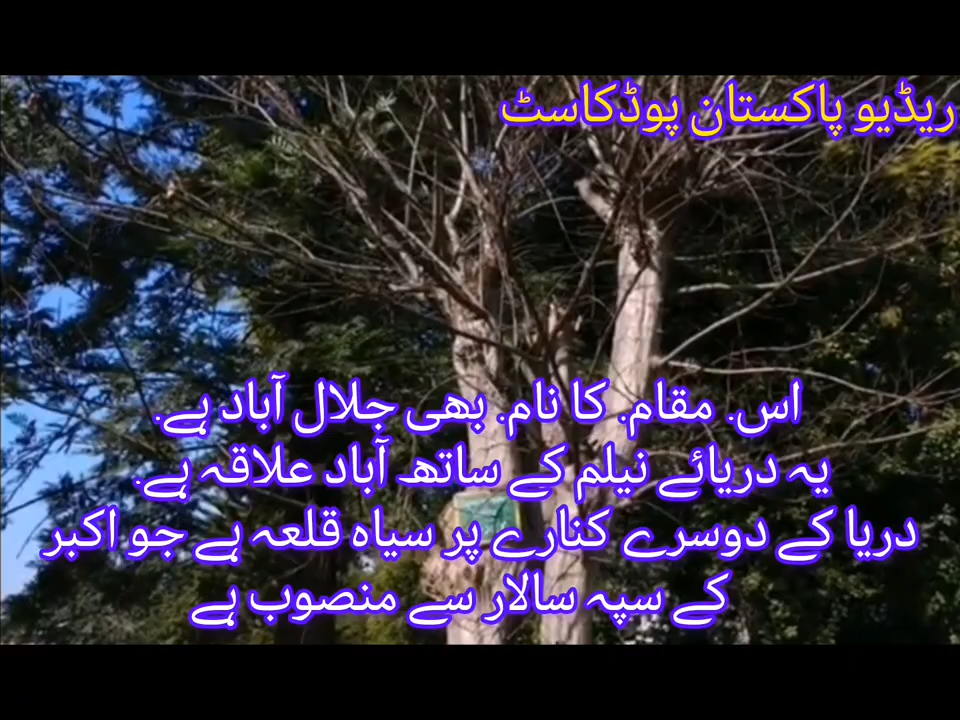 ریڈیو پاکستان پوڈکاسٹ
اس. مقام. کا نام. بھی جلال آباد ہے.
یہ دریائے نیلم کے ساتھ آباد علاقہ ہے.
دریا کے دوسرے کنارے پر سیاہ قلعہ ہے جو اکبر
کے سپہ سالار سے منصوب ہے